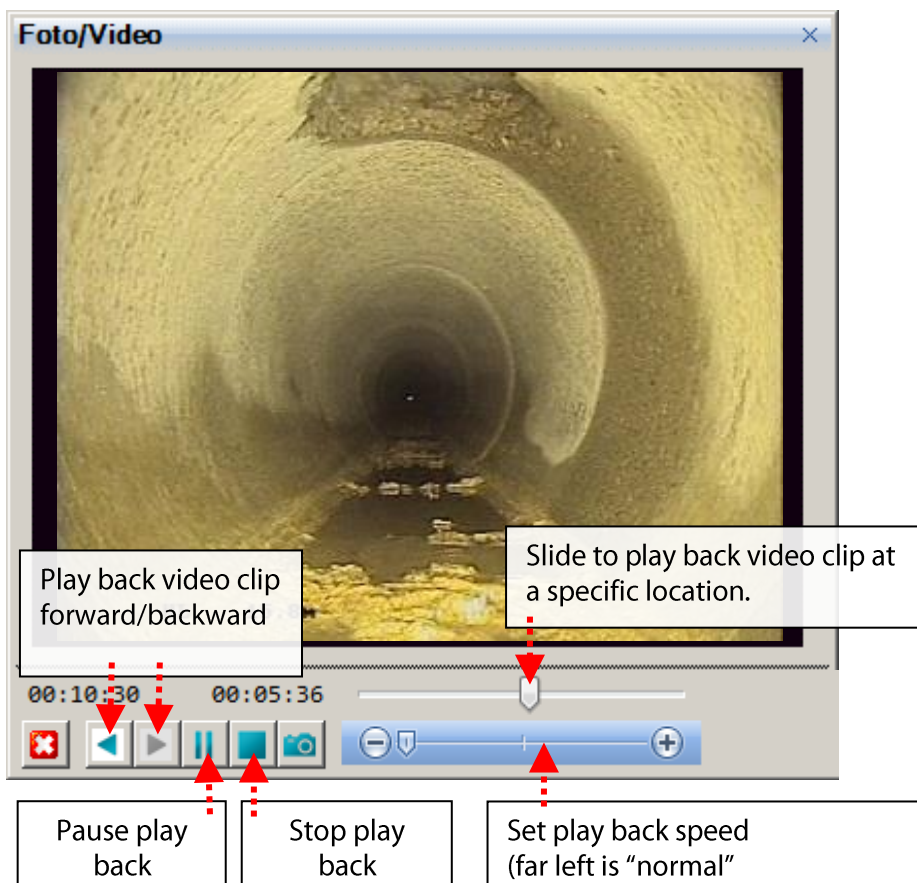 Foto/Video
Play back video clip
forward/backward
Slide to play back video clip at
a specific location.
00:10:30 00:05:36
Pause play
back
Stop play
back
Set play back speed
(far left is “normal”